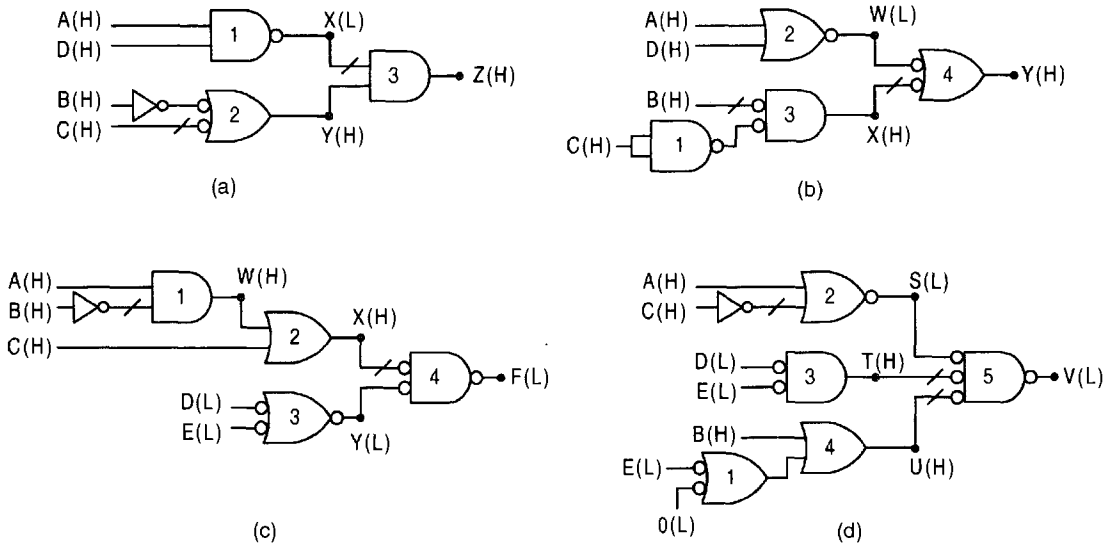 A(H)
D(H)
1
X(L)
3
Z(H)
B(H)
C(H)
2
Y(H)
(a)
A(H)
D(H)
2
W(L)
4
Y(H)
B(H)
3
X(H)
C(H)
1
(b)
A(H)
B(H)
1
W(H)
C(H)
2
X(H)
4
F(L)
D(L)
E(L)
3
Y(L)
(c)
A(H)
C(H)
2
S(L)
D(L)
E(L)
3
T(H)
5
V(L)
B(H)
4
U(H)
E(L)
1
0(L)
(d)